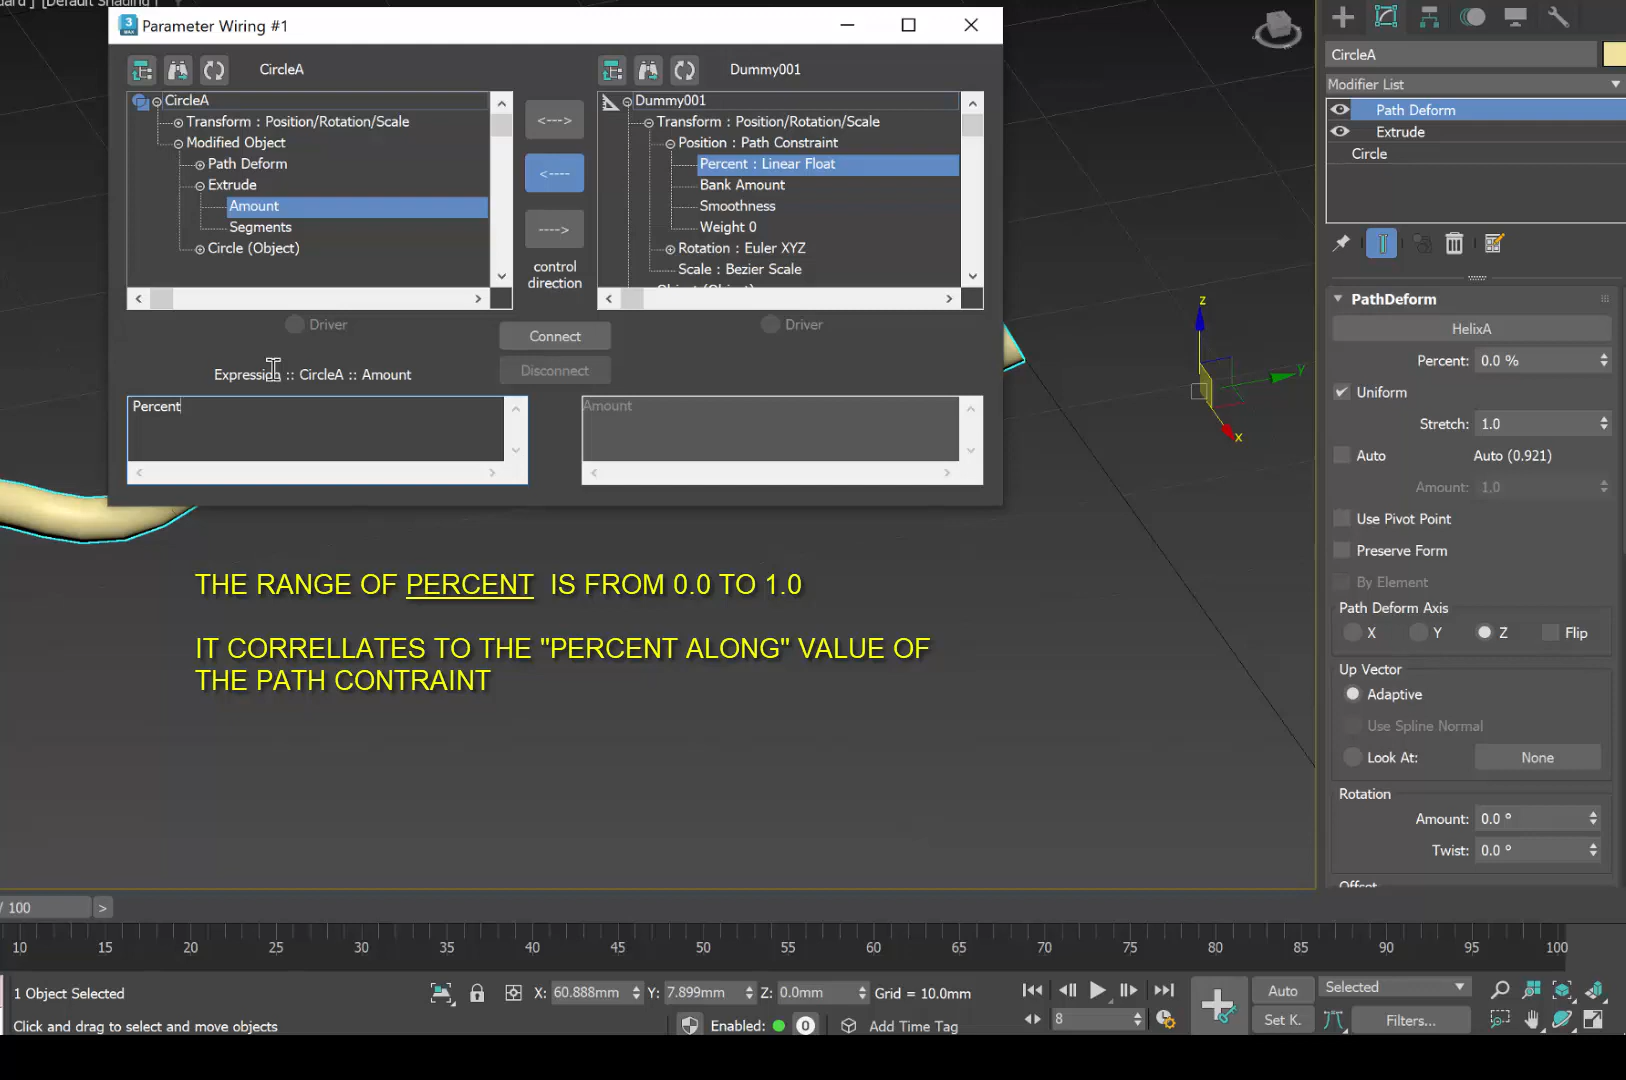 [Default Shading]
Parameter Wiring #1
CircleA
Dummy001
CircleA
Transform : Position/Rotation/Scale
Modified Object
Path Deform
Extrude
Amount
Segments
Circle (Object)
<--->
<----
---->
control
direction
Dummy001
Transform : Position/Rotation/Scale
Position : Path Constraint
Percent : Linear Float
Bank Amount
Smoothness
Weight 0
Rotation : Euler XYZ
Scale : Bezier Scale
Driver
Driver
Connect
Disconnect
Expression :: CircleA :: Amount
Percent
Amount
THE RANGE OF PERCENT IS FROM 0.0 TO 1.0
IT CORRELLATES TO THE "PERCENT ALONG" VALUE OF
THE PATH CONTRAINT
z
y
x
CircleA
Modifier List
Path Deform
Extrude
Circle
PathDeform
HelixA
Percent: 0.0 %
Uniform
Stretch: 1.0
Auto Auto (0.921)
Amount: 1.0
Use Pivot Point
Preserve Form
By Element
Path Deform Axis
X Y Z Flip
Up Vector
Adaptive
Use Spline Normal
Look At: None
Rotation
Amount: 0.0 °
Twist: 0.0 °
Offset
/ 100 >
10 15 20 25 30 35 40 45 50 55 60 65 70 75 80 85 90 95 100
1 Object Selected
X: 60.888mm Y: 7.899mm Z: 0.0mm Grid = 10.0mm
Auto Selected
Click and drag to select and move objects
Enabled: 0 Add Time Tag
8
Set K. Filters...